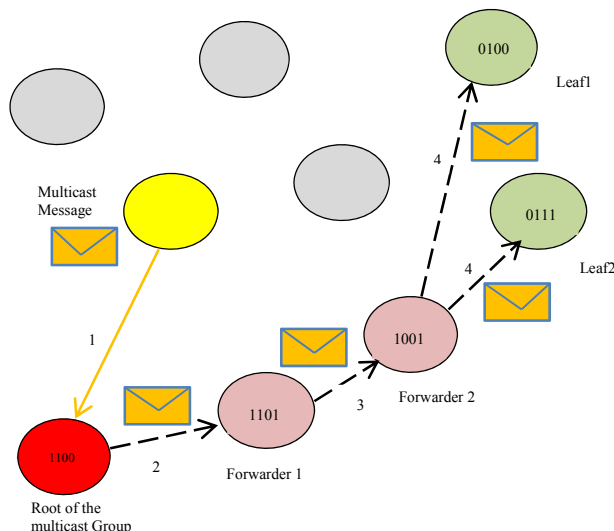 0100
Leaf1
4
Multicast
Message
0111
4
Leaf2
1
1001
3
Forwarder 2
1101
2
Forwarder 1
1100
Root of the
multicast Group